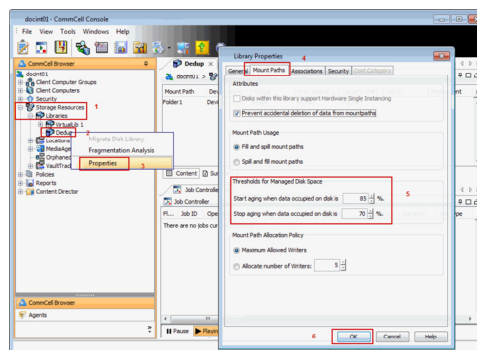 docint01 - CommCell Console
File View Tools Windows Help
CommCell Browser
docint01
Client Computer Groups
Client Computers
Security
Storage Resources
1
Libraries
VirtualLib 1
Dedup
2
Locations
MediaAge
Orphaned
VaultTrac
Policies
Reports
Content Director
Migrate Disk Library
Fragmentation Analysis
Properties
3
CommCell Browser
Agents
Dedup
docint01 >
Mount Path
Folder1
Content
Job Controlle
Job Controller
Job ID
There are no jobs cur
Pause
Playing
Library Properties
4
General
Mount Paths
Associations
Security
Cost Category
Attributes
Disks within this library support Hardware Single Instancing
Prevent accidental deletion of data from mountpaths
Mount Path Usage
Fill and spill mount paths
Spill and fill mount paths
Thresholds for Managed Disk Space
5
Start aging when data occupied on disk is 85 %.
Stop aging when data occupied on disk is 70 %.
Mount Path Allocation Policy
Maximum Allowed Writers
Allocate number of Writers: 5
6
OK
Cancel
Help